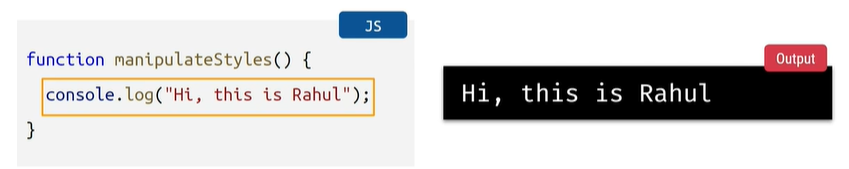 JS
function manipulateStyles() {
console.log("Hi, this is Rahul");
}
Output
Hi, this is Rahul